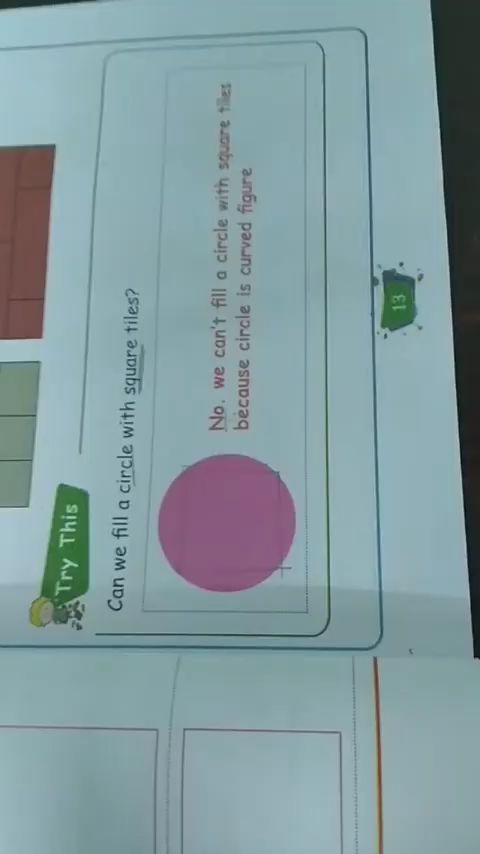 Try This
Can we fill a circle with square tiles?
No. we can't fill a circle with square tiles
because circle is curved figure
13